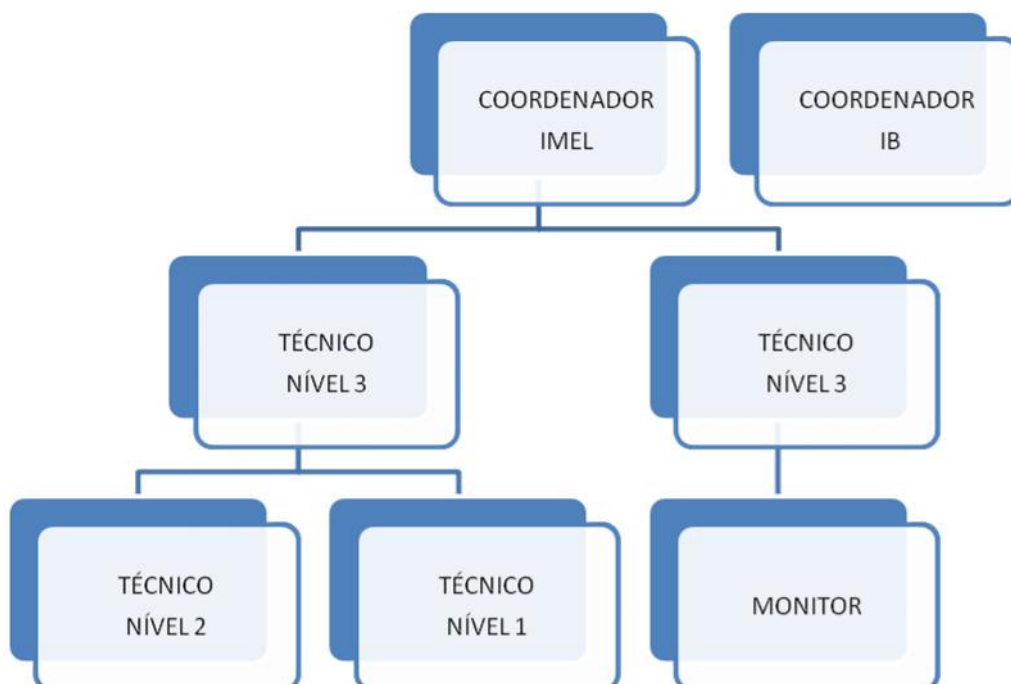 COORDENADOR
IMEL
COORDENADOR
IB
TÉCNICO
NÍVEL 3
TÉCNICO
NÍVEL 3
TÉCNICO
NÍVEL 2
TÉCNICO
NÍVEL 1
MONITOR